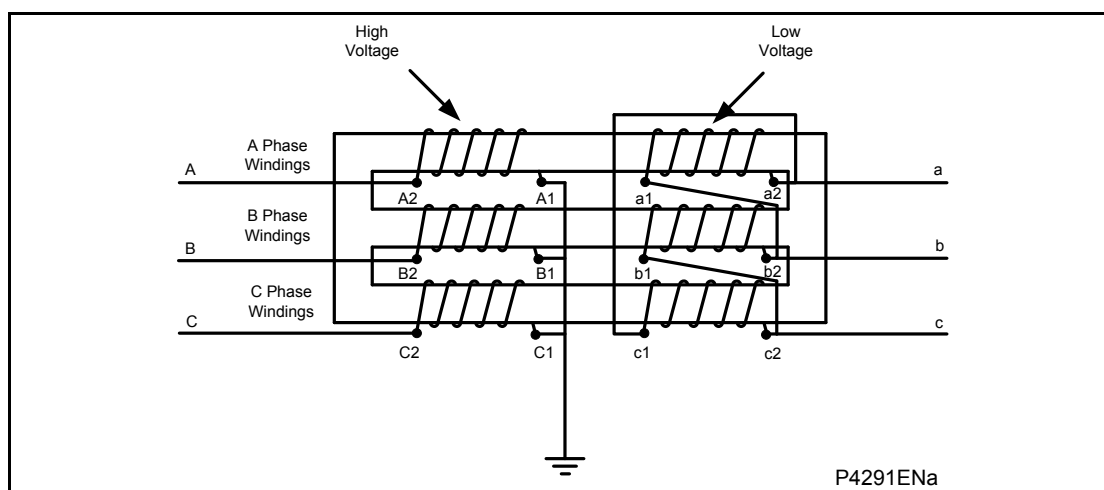 High
Voltage
Low
Voltage
A Phase
Windings
A
a
A2
A1
a1
a2
B Phase
Windings
B
b
B2
B1
b1
b2
C Phase
Windings
C
c
C2
C1
c1
c2
P4291ENa